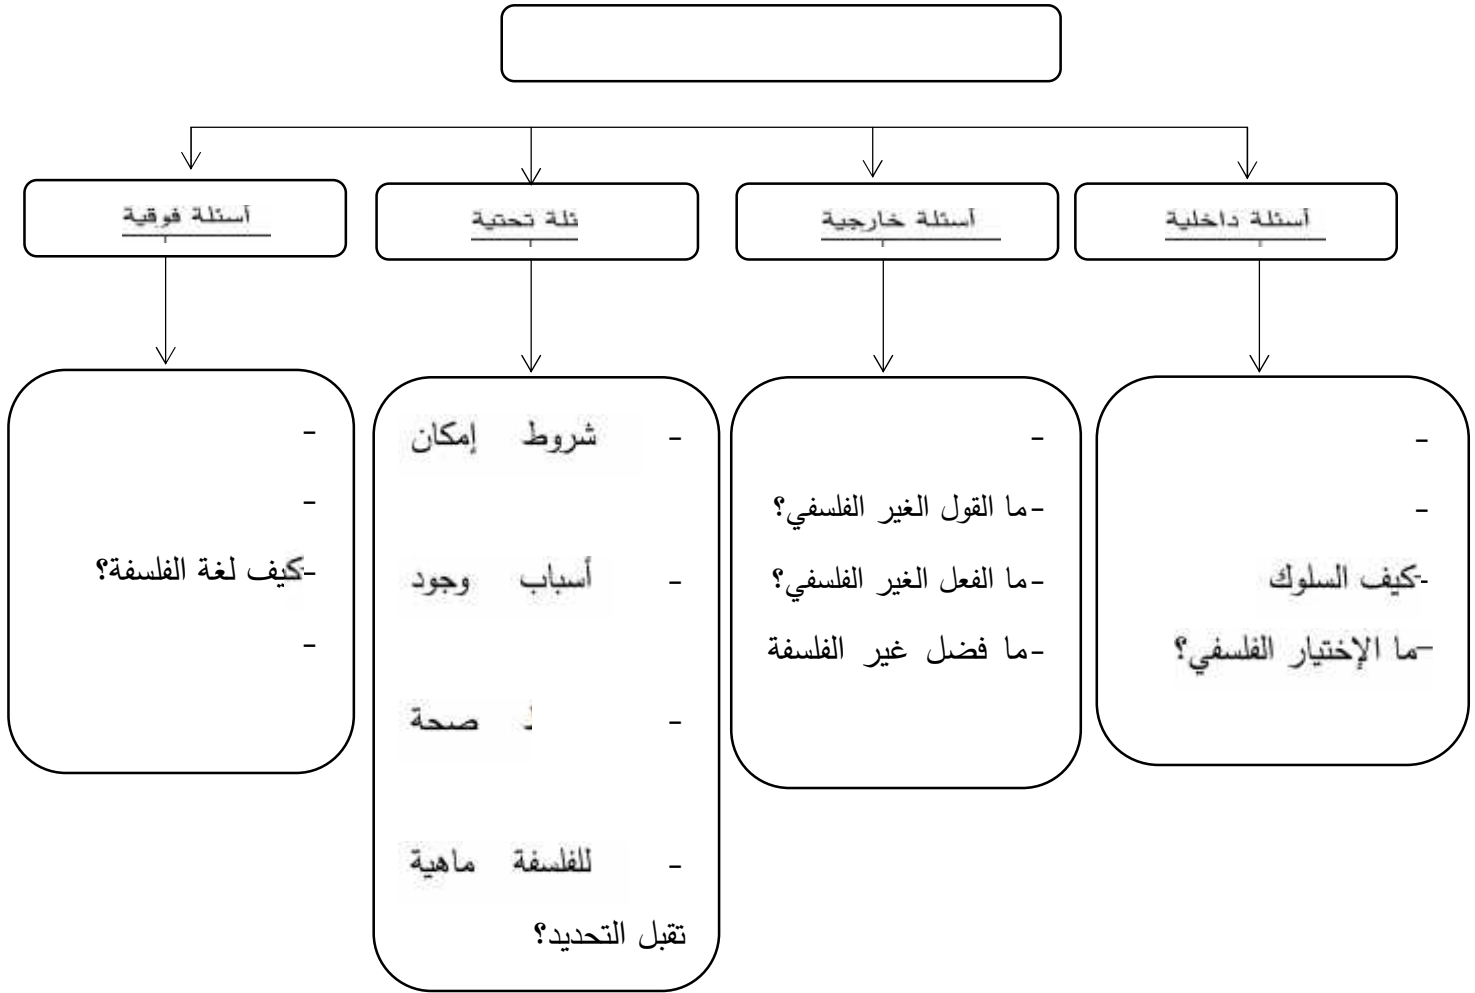 أسئلة داخلية
أسئلة خارجية
ئلة تحتية
أسئلة فوقية
-
-
-كيف السلوك
-ما الإختيار الفلسفي؟
-
-ما القول الغير الفلسفي؟
-ما الفعل الغير الفلسفي؟
-ما فضل غير الفلسفة
- شروط إمكان
- أسباب وجود
- صحة
- للفلسفة ماهية
تقبل التحديد؟
-
-
-كيف لغة الفلسفة؟
-